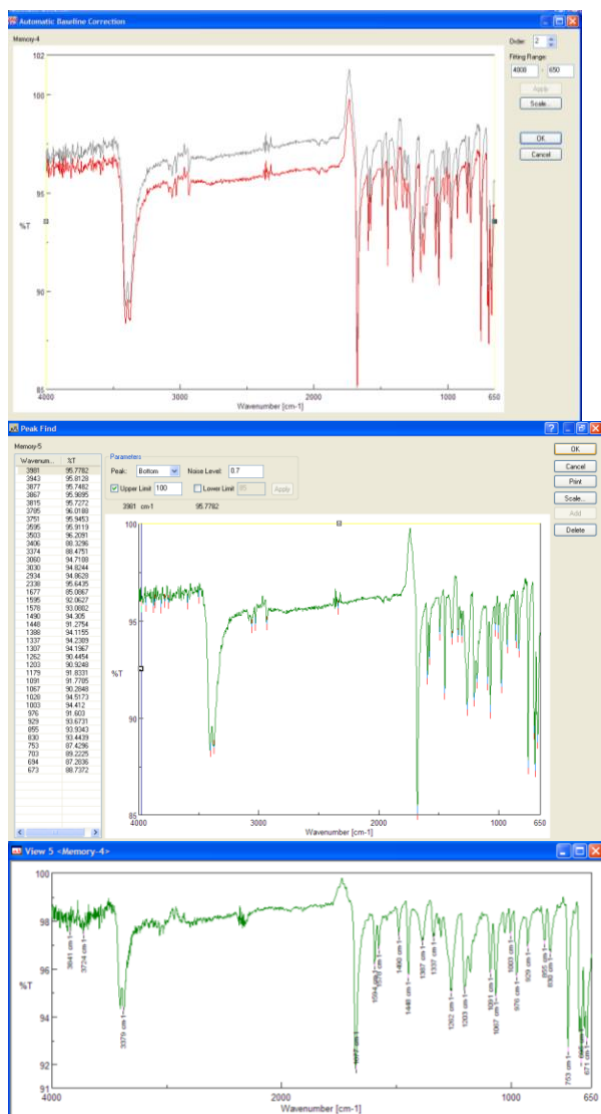 Automatic Baseline Correction
Memory-4
Order: 2
Fitting Range:
4000 - 650
Apply
Scale...
OK
Cancel
102
100
95
%T
90
85
4000 3000 2000 1000 650
Wavenumber [cm-1]
Peak Find
Memory-5
Wavenum... %T
3981 95.7782
3943 95.8128
3877 95.7482
3867 95.9895
3815 95.7272
3785 96.0188
3751 95.9453
3595 95.9119
3503 96.2091
3406 88.3296
3374 88.4751
3060 94.7188
3030 94.8244
2934 94.8628
2338 95.6435
1677 85.0867
1595 92.0627
1578 93.0882
1490 94.305
1448 91.2754
1388 94.1155
1337 94.2389
1307 94.1967
1262 90.4454
1203 90.9248
1179 91.8331
1091 91.7785
1067 90.2848
1028 94.5173
1003 94.412
976 91.603
929 93.6731
855 93.9343
830 93.4439
753 87.4296
703 89.2225
694 87.2836
673 88.7372
Parameters
Peak: Bottom Noise Level: 0.7
Upper Limit 100 Lower Limit 85 Apply
3981 cm-1 95.7782
OK
Cancel
Print
Scale...
Add
Delete
100
95
%T
90
85
4000 3000 2000 1000 650
Wavenumber [cm-1]
View 5 <Memory-4>
100
98
96
%T
94
92
91
3841 cm-1
3724 cm-1
3379 cm-1
1677 cm-1
1594 cm-1
1578 cm-1
1490 cm-1
1448 cm-1
1387 cm-1
1337 cm-1
1262 cm-1
1203 cm-1
1091 cm-1
1067 cm-1
1003 cm-1
976 cm-1
929 cm-1
855 cm-1
830 cm-1
753 cm-1
671 cm-1
4000 2000 1000 650
Wavenumber [cm-1]